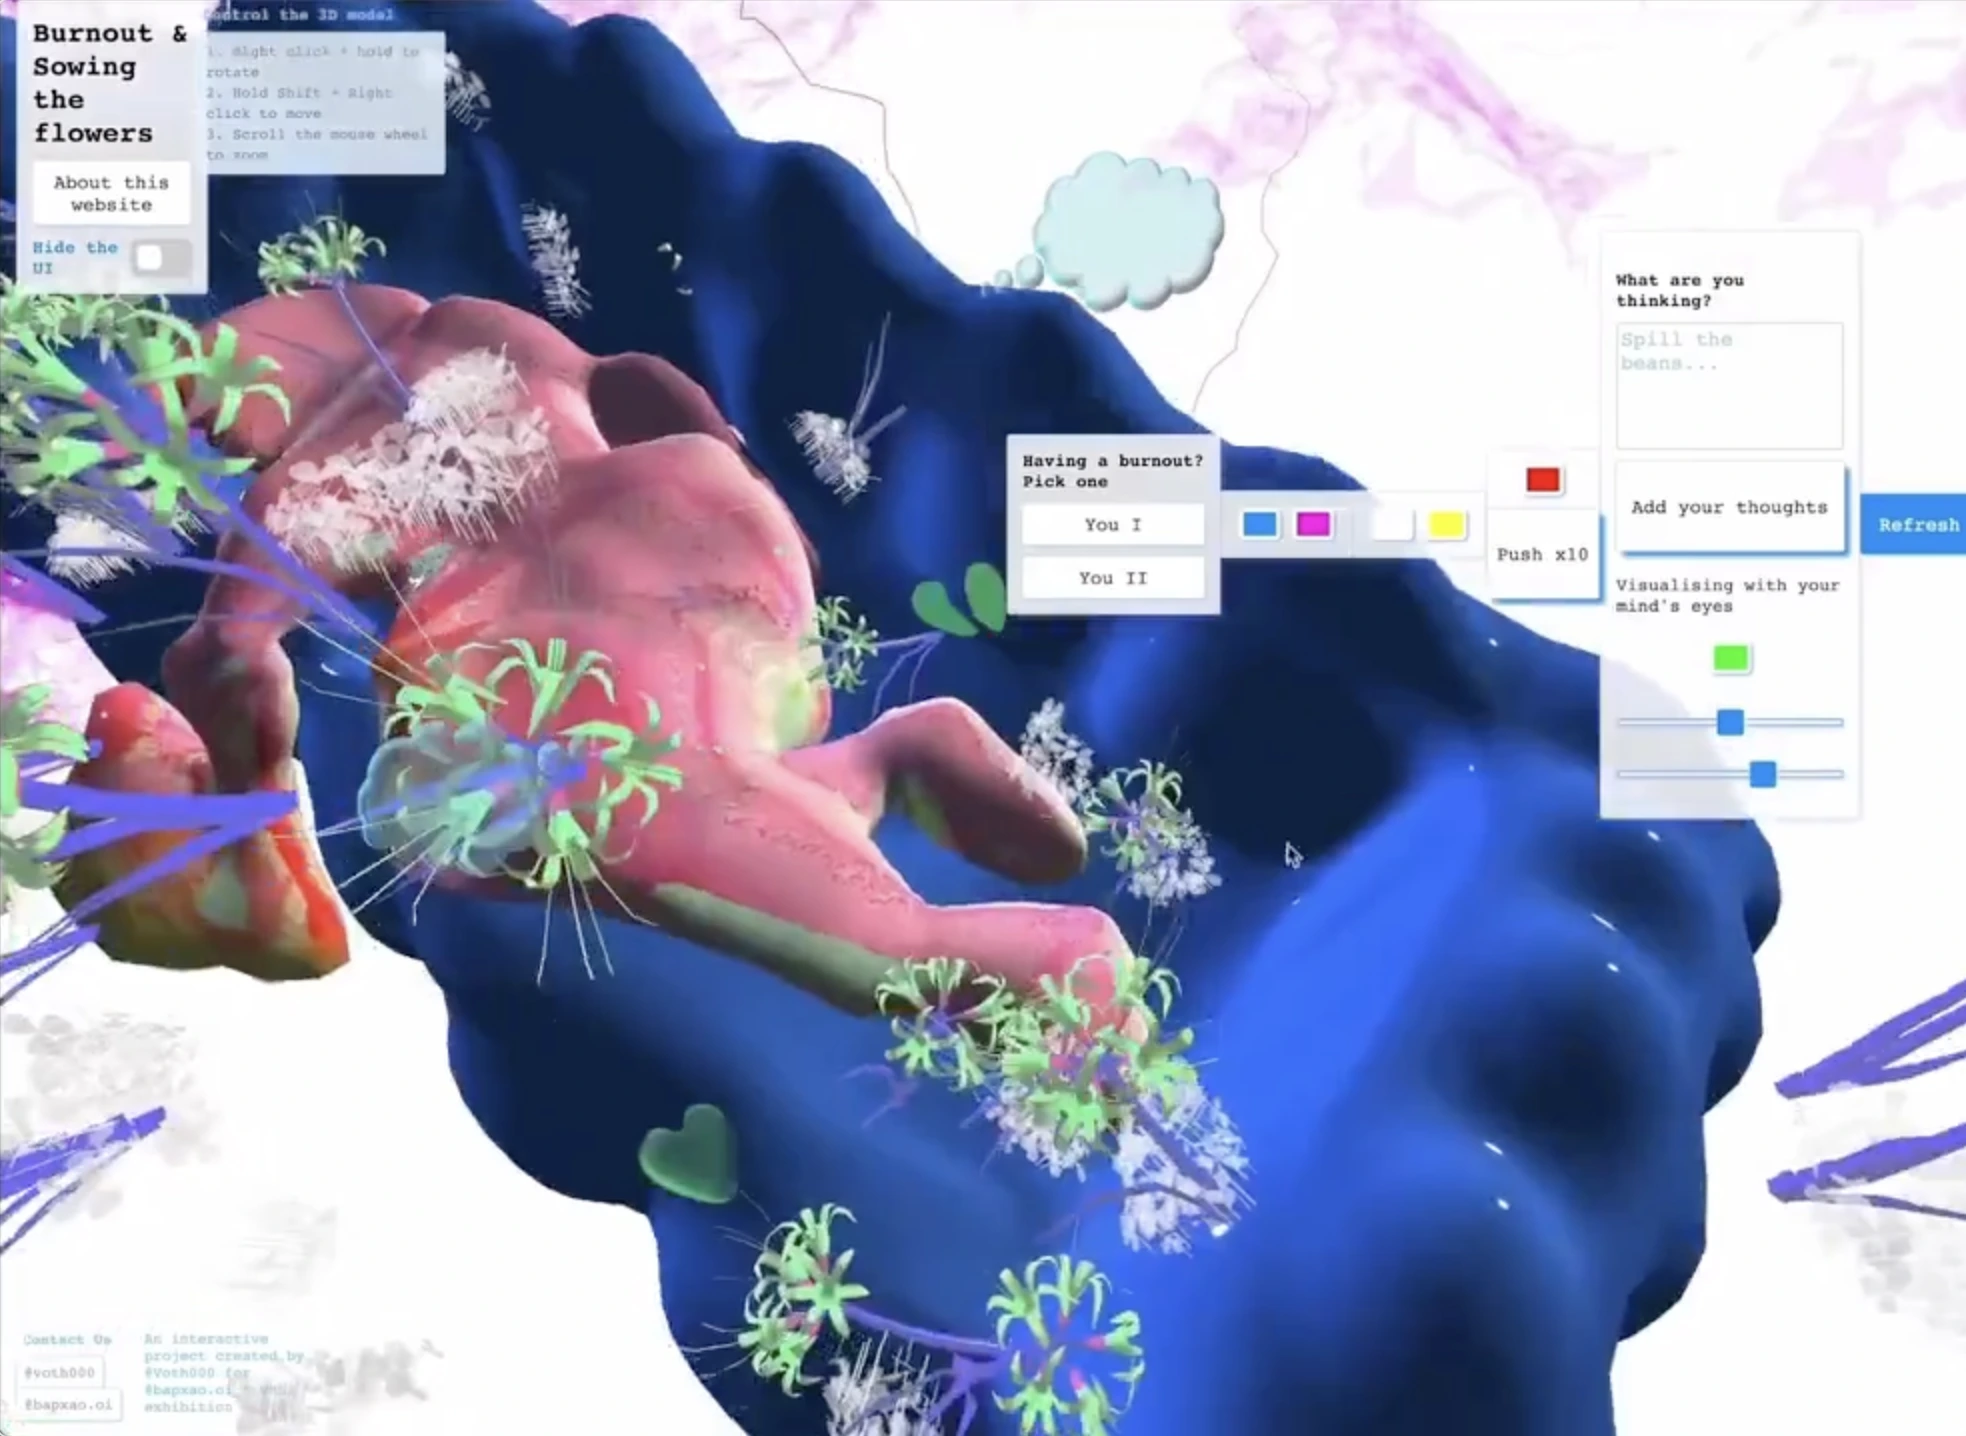 Burnout &
Sowing
the
flowers
About this
website
Hide the
UI
Control the 3D model
1. Right click + hold to
rotate
2. Hold Shift + Right
click to move
3. Scroll the mouse wheel
to zoom
Having a burnout?
Pick one
You I
You II
Push x10
What are you
thinking?
Spill the
beans...
Add your thoughts
Refresh
Visualising with your
mind's eyes
Contact Us
@voth000
@bapxao.oi
An interactive
project created by
@Voth000 for
@bapxao.oi
exhibition